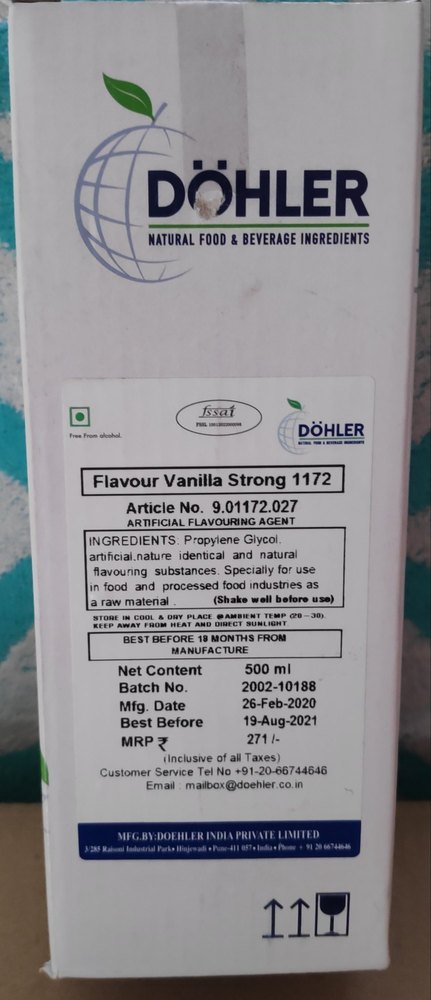 DÖHLER
NATURAL FOOD & BEVERAGE INGREDIENTS
fssai
Free From alcohol.
DÖHLER
NATURAL FOOD & BEVERAGE INGREDIENTS
Flavour Vanilla Strong 1172
Article No. 9.01172.027
ARTIFICIAL FLAVOURING AGENT
INGREDIENTS: Propylene Glycol,
artificial,nature identical and natural
flavouring substances. Specially for use
in food and processed food industries as
a raw material . (Shake well before use)
STORE IN COOL & DRY PLACE @AMBIENT TEMP (20-30).
KEEP AWAY FROM HEAT AND DIRECT SUNLIGHT
BEST BEFORE 18 MONTHS FROM
MANUFACTURE
Net Content 500 ml
Batch No. 2002-10188
Mfg. Date 26-Feb-2020
Best Before 19-Aug-2021
MRP ₹ 271 /-
(Inclusive of all Taxes)
Customer Service Tel No +91-20-66744646
Email : mailbox@doehler.co.in
MFG.BY:DOEHLER INDIA PRIVATE LIMITED
3/285 Raisoni Industrial Park• Hinjewadi • Pune-411 057• India • Phone + 91 20 66744646